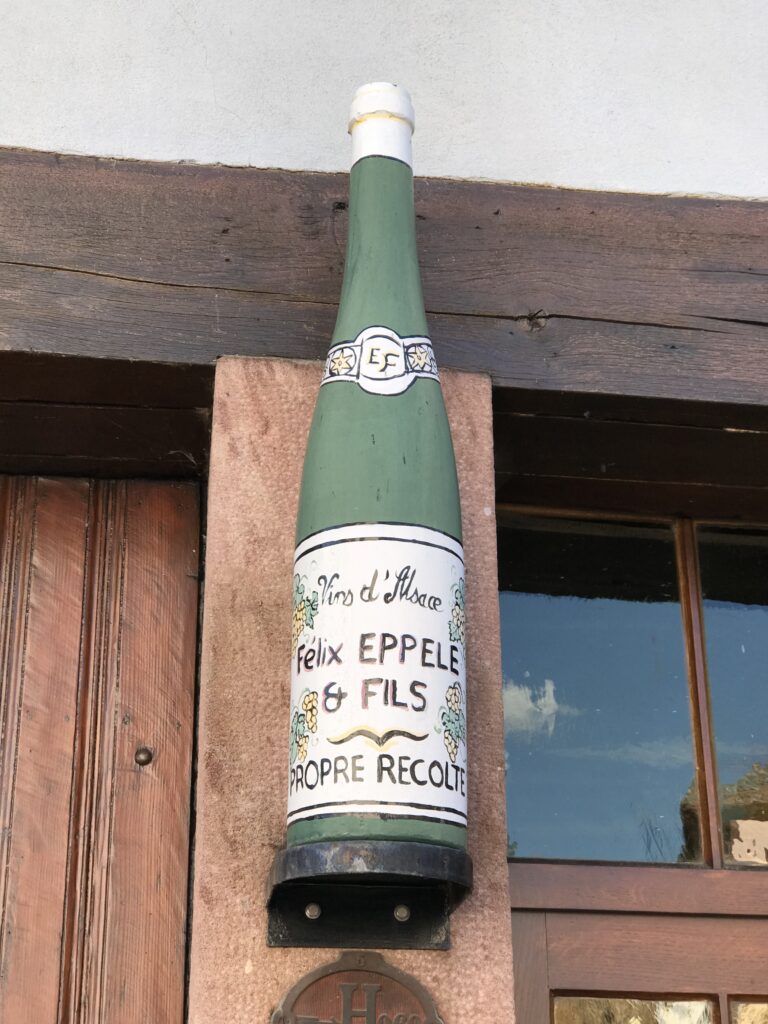 EF
Vins d'Alsace
Félix EPPELE
& FILS
PROPRE RECOLTE